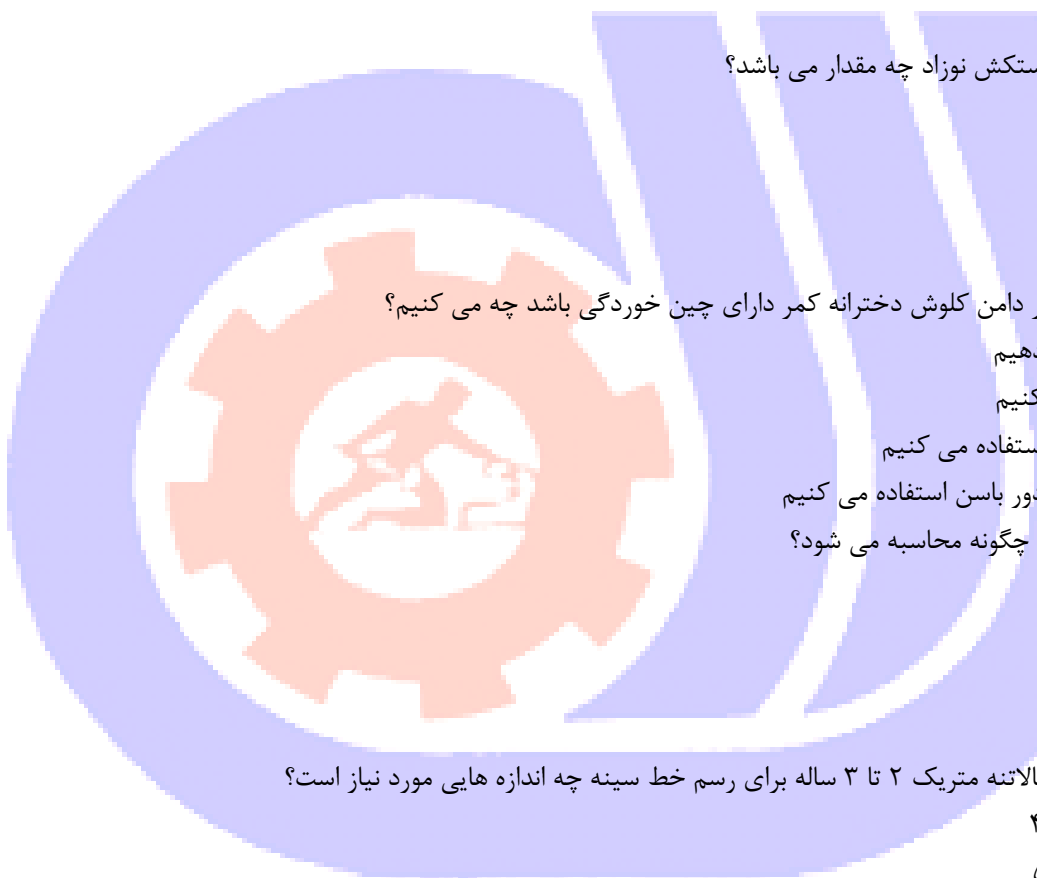 ستکش نوزاد چه مقدار می باشد؟
دامن کلوش دخترانه کمر دارای چین خوردگی باشد چه می کنیم؟
دهیم
کنیم
ستفاده می کنیم
دور باسن استفاده می کنیم
چگونه محاسبه می شود؟
الاتنه متریک ۲ تا ۳ ساله برای رسم خط سینه چه اندازه هایی مورد نیاز است؟